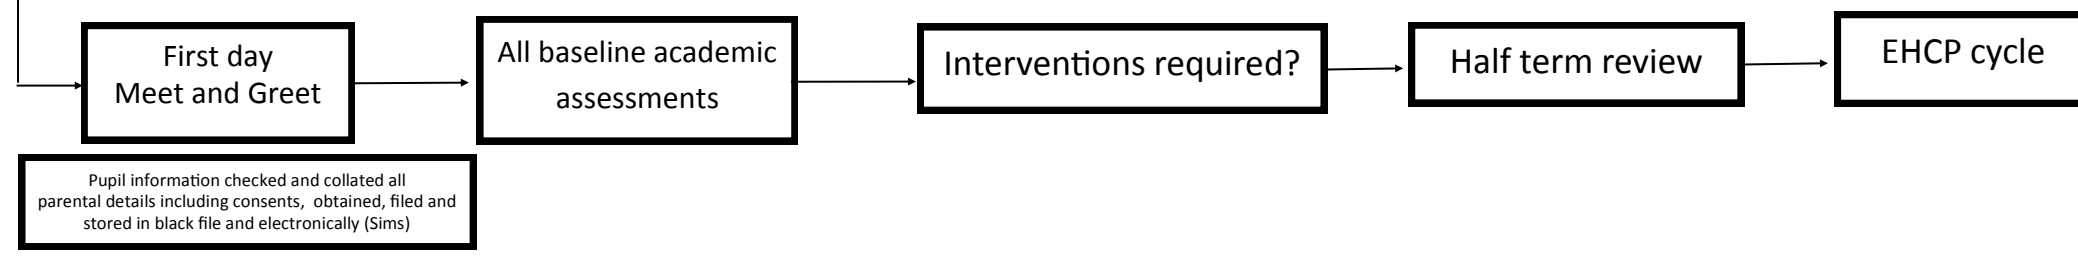 First day
Meet and Greet
All baseline academic
assessments
Interventions required?
Half term review
EHCP cycle
Pupil information checked and collated all
parental details including consents,  obtained, filed and
stored in black file and electronically (Sims)